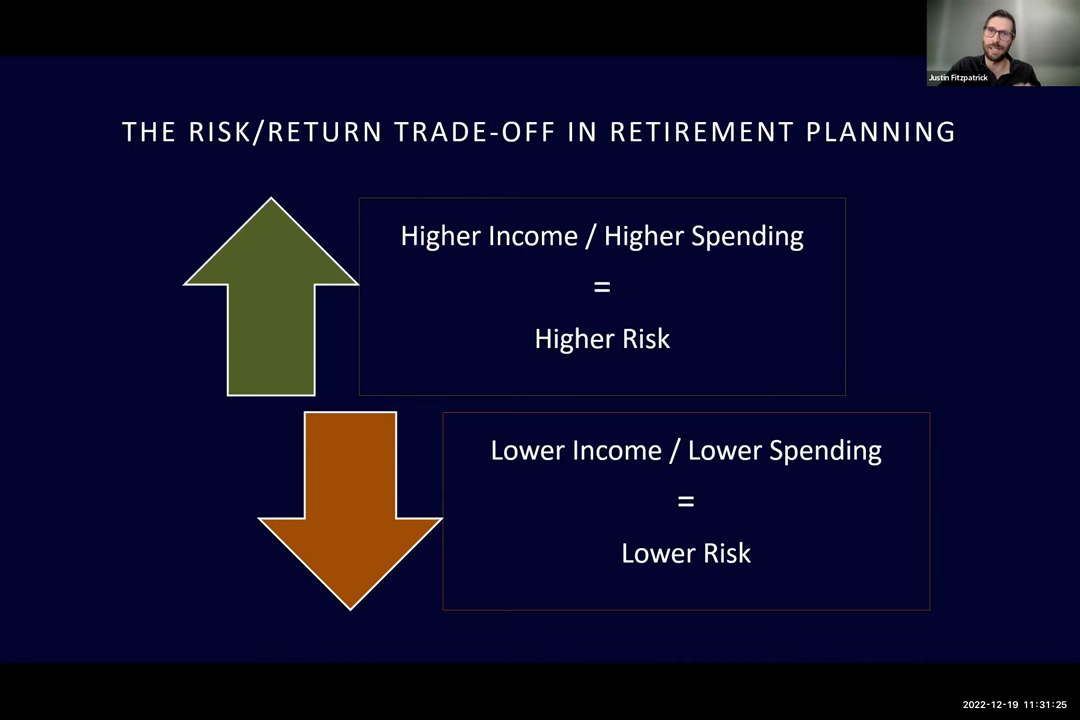 Justin Fitzpatrick
THE RISK/RETURN TRADE-OFF IN RETIREMENT PLANNING
Higher Income / Higher Spending
=
Higher Risk
Lower Income / Lower Spending
=
Lower Risk
2022-12-19 11:31:25